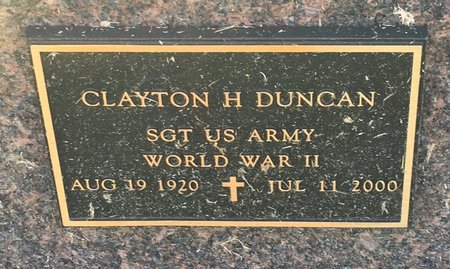 CLAYTON H DUNCAN
SGT US ARMY
WORLD WAR II
AUG 19 1920 JUL 11 2000